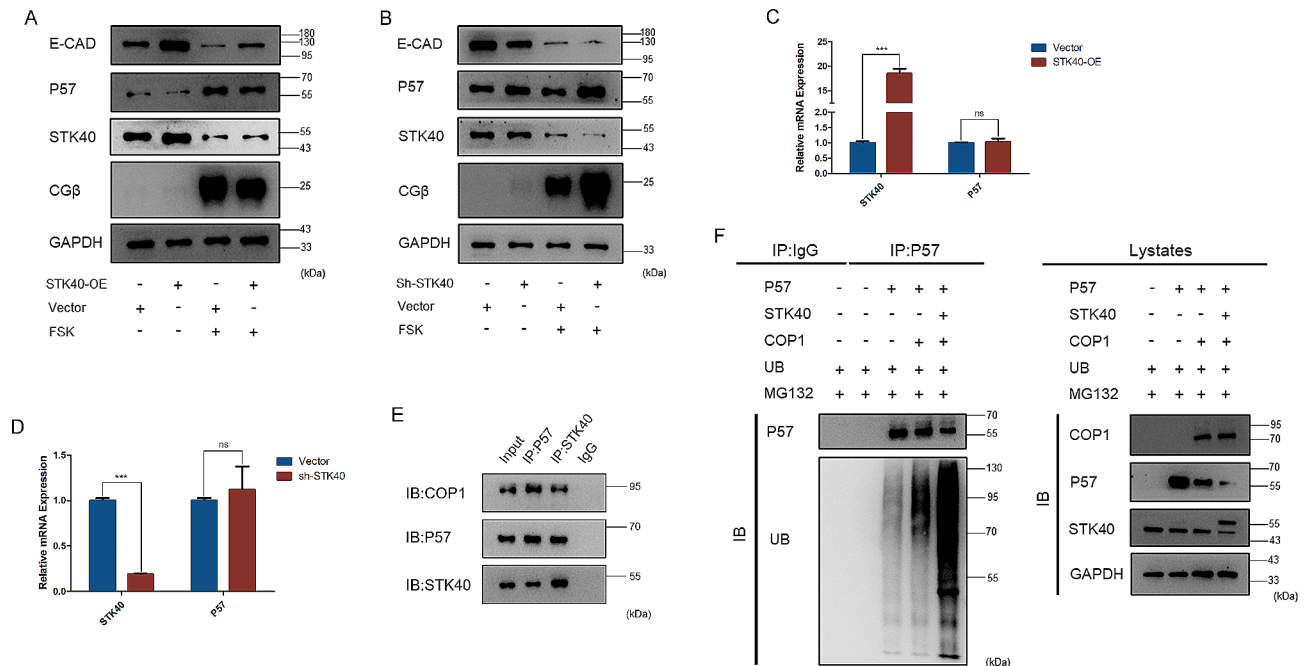 A
E-CAD
180
130
95
P57
70
55
STK40
55
43
CGβ
25
GAPDH
43
33
(kDa)
STK40-OE - + - +
Vector + - + -
FSK - - + +
B
E-CAD
180
130
95
P57
70
55
STK40
55
43
CGβ
25
GAPDH
33
(kDa)
Sh-STK40 - + - +
Vector + - + -
FSK - - + +
C
Vector
STK40-OE
Relative mRNA Expression
25
20
15
10
5
2.0
1.5
1.0
0.5
0.0
***
ns
STK40
P57
D
Vector
sh-STK40
Relative mRNA Expression
1.5
1.0
0.5
0.0
***
ns
STK40
P57
E
Input
IP:P57
IP:STK40
IgG
IB:COP1
95
IB:P57
70
IB:STK40
55
(kDa)
F
IP:IgG IP:P57
P57 - - + + +
STK40 - - - - +
COP1 - - - + +
UB + + + + +
MG132 + + + + +
IB
P57
70
55
UB
130
95
70
55
(kDa)
Lystates
P57 - + + +
STK40 - - - +
COP1 - - + +
UB + + + +
MG132 + + + +
IB
COP1
95
70
P57
70
55
STK40
55
43
GAPDH
43
33
(kDa)